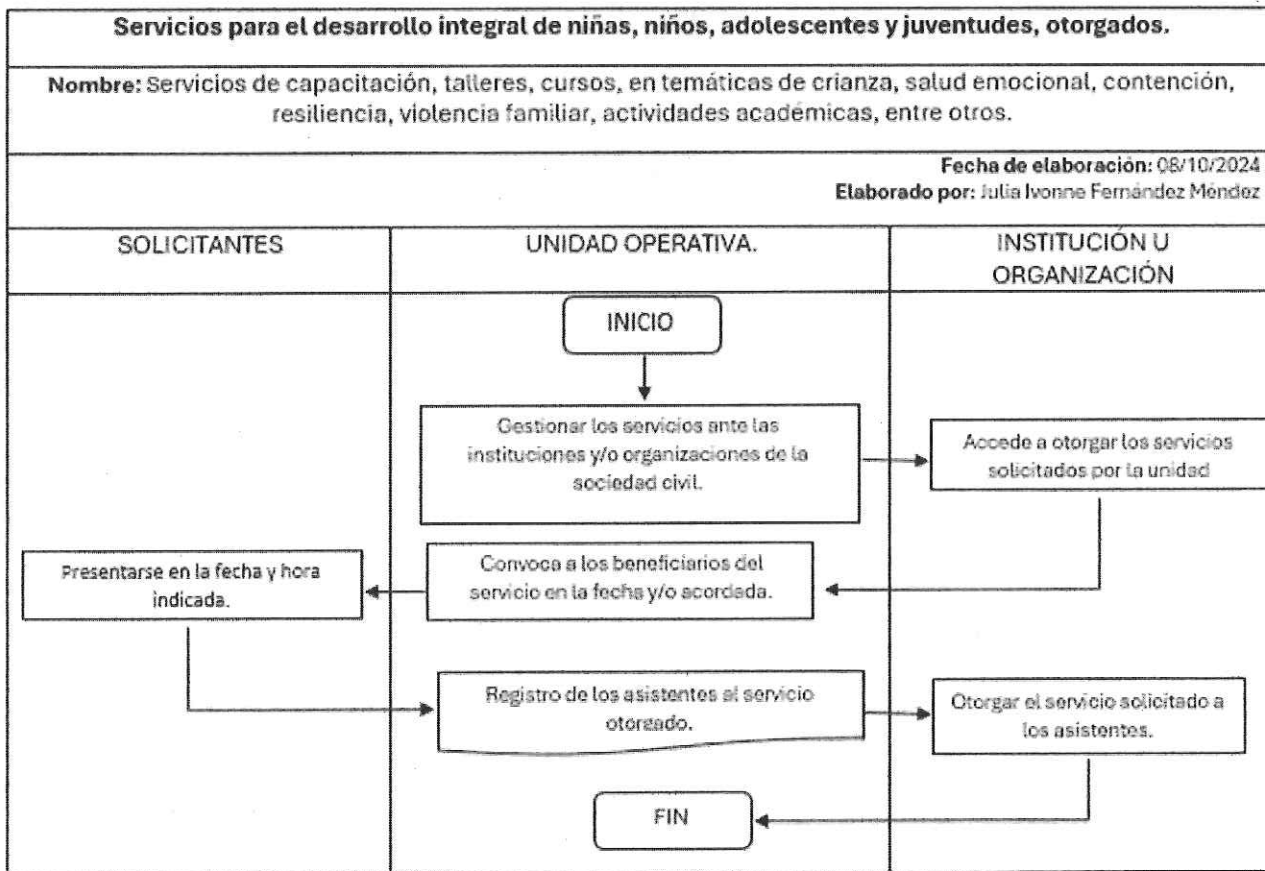 Servicios para el desarrollo integral de niñas, niños, adolescentes y juventudes, otorgados.
Nombre: Servicios de capacitación, talleres, cursos, en temáticas de crianza, salud emocional, contención,
resiliencia, violencia familiar, actividades académicas, entre otros.
Fecha de elaboración: 08/10/2024
Elaborado por: Julia Ivonne Fernández Méndez
SOLICITANTES
UNIDAD OPERATIVA.
INSTITUCIÓN U
ORGANIZACIÓN
INICIO
Gestionar los servicios ante las
instituciones y/o organizaciones de la
sociedad civil.
Accede a otorgar los servicios
solicitados por la unidad
Convoca a los beneficiarios del
servicio en la fecha y/o acordada.
Presentarse en la fecha y hora
indicada.
Registro de los asistentes al servicio
otorgado.
Otorgar el servicio solicitado a
los asistentes.
FIN